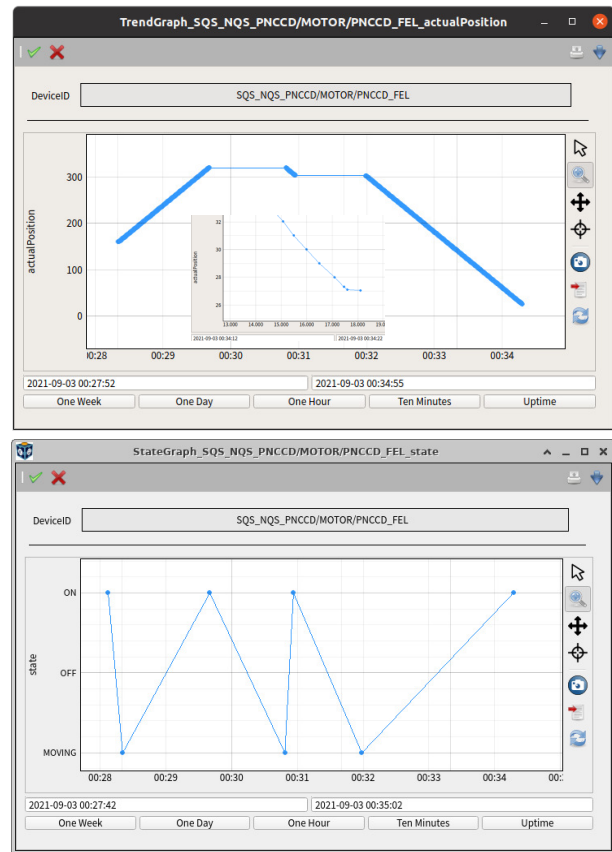 TrendGraph_SQS_NQS_PNCCD/MOTOR/PNCCD_FEL_actualPosition
DeviceID SQS_NQS_PNCCD/MOTOR/PNCCD_FEL
actualPosition
300
200
100
0
32
30
28
26
actualPosition
13.000 14.000 15.000 16.000 17.000 18.000 19.0
2021-09-03 00:34:12 2021-09-03 00:34:22
00:28 00:29 00:30 00:31 00:32 00:33 00:34
2021-09-03 00:27:52 2021-09-03 00:34:55
One Week One Day One Hour Ten Minutes Uptime
StateGraph_SQS_NQS_PNCCD/MOTOR/PNCCD_FEL_state
DeviceID SQS_NQS_PNCCD/MOTOR/PNCCD_FEL
state
ON
OFF
MOVING
00:28 00:29 00:30 00:31 00:32 00:33 00:34 00:
2021-09-03 00:27:42 2021-09-03 00:35:02
One Week One Day One Hour Ten Minutes Uptime